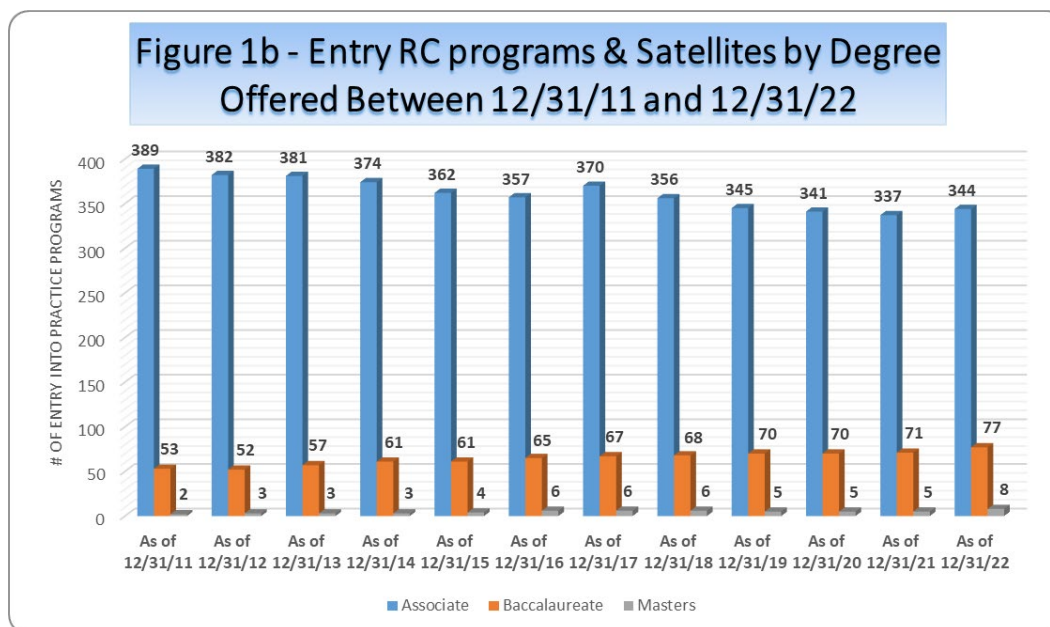 Figure 1b - Entry RC programs & Satellites by Degree
Offered Between 12/31/11 and 12/31/22
# OF ENTRY INTO PRACTICE PROGRAMS
400
350
300
250
200
150
100
50
0
389 382 381 374 362 357 370 356 345 341 337 344
53 52 57 61 61 65 67 68 70 70 71 77
2 3 3 3 4 6 6 6 5 5 5 8
As of As of As of As of As of As of As of As of As of As of As of As of
12/31/11 12/31/12 12/31/13 12/31/14 12/31/15 12/31/16 12/31/17 12/31/18 12/31/19 12/31/20 12/31/21 12/31/22
Associate Baccalaureate Masters